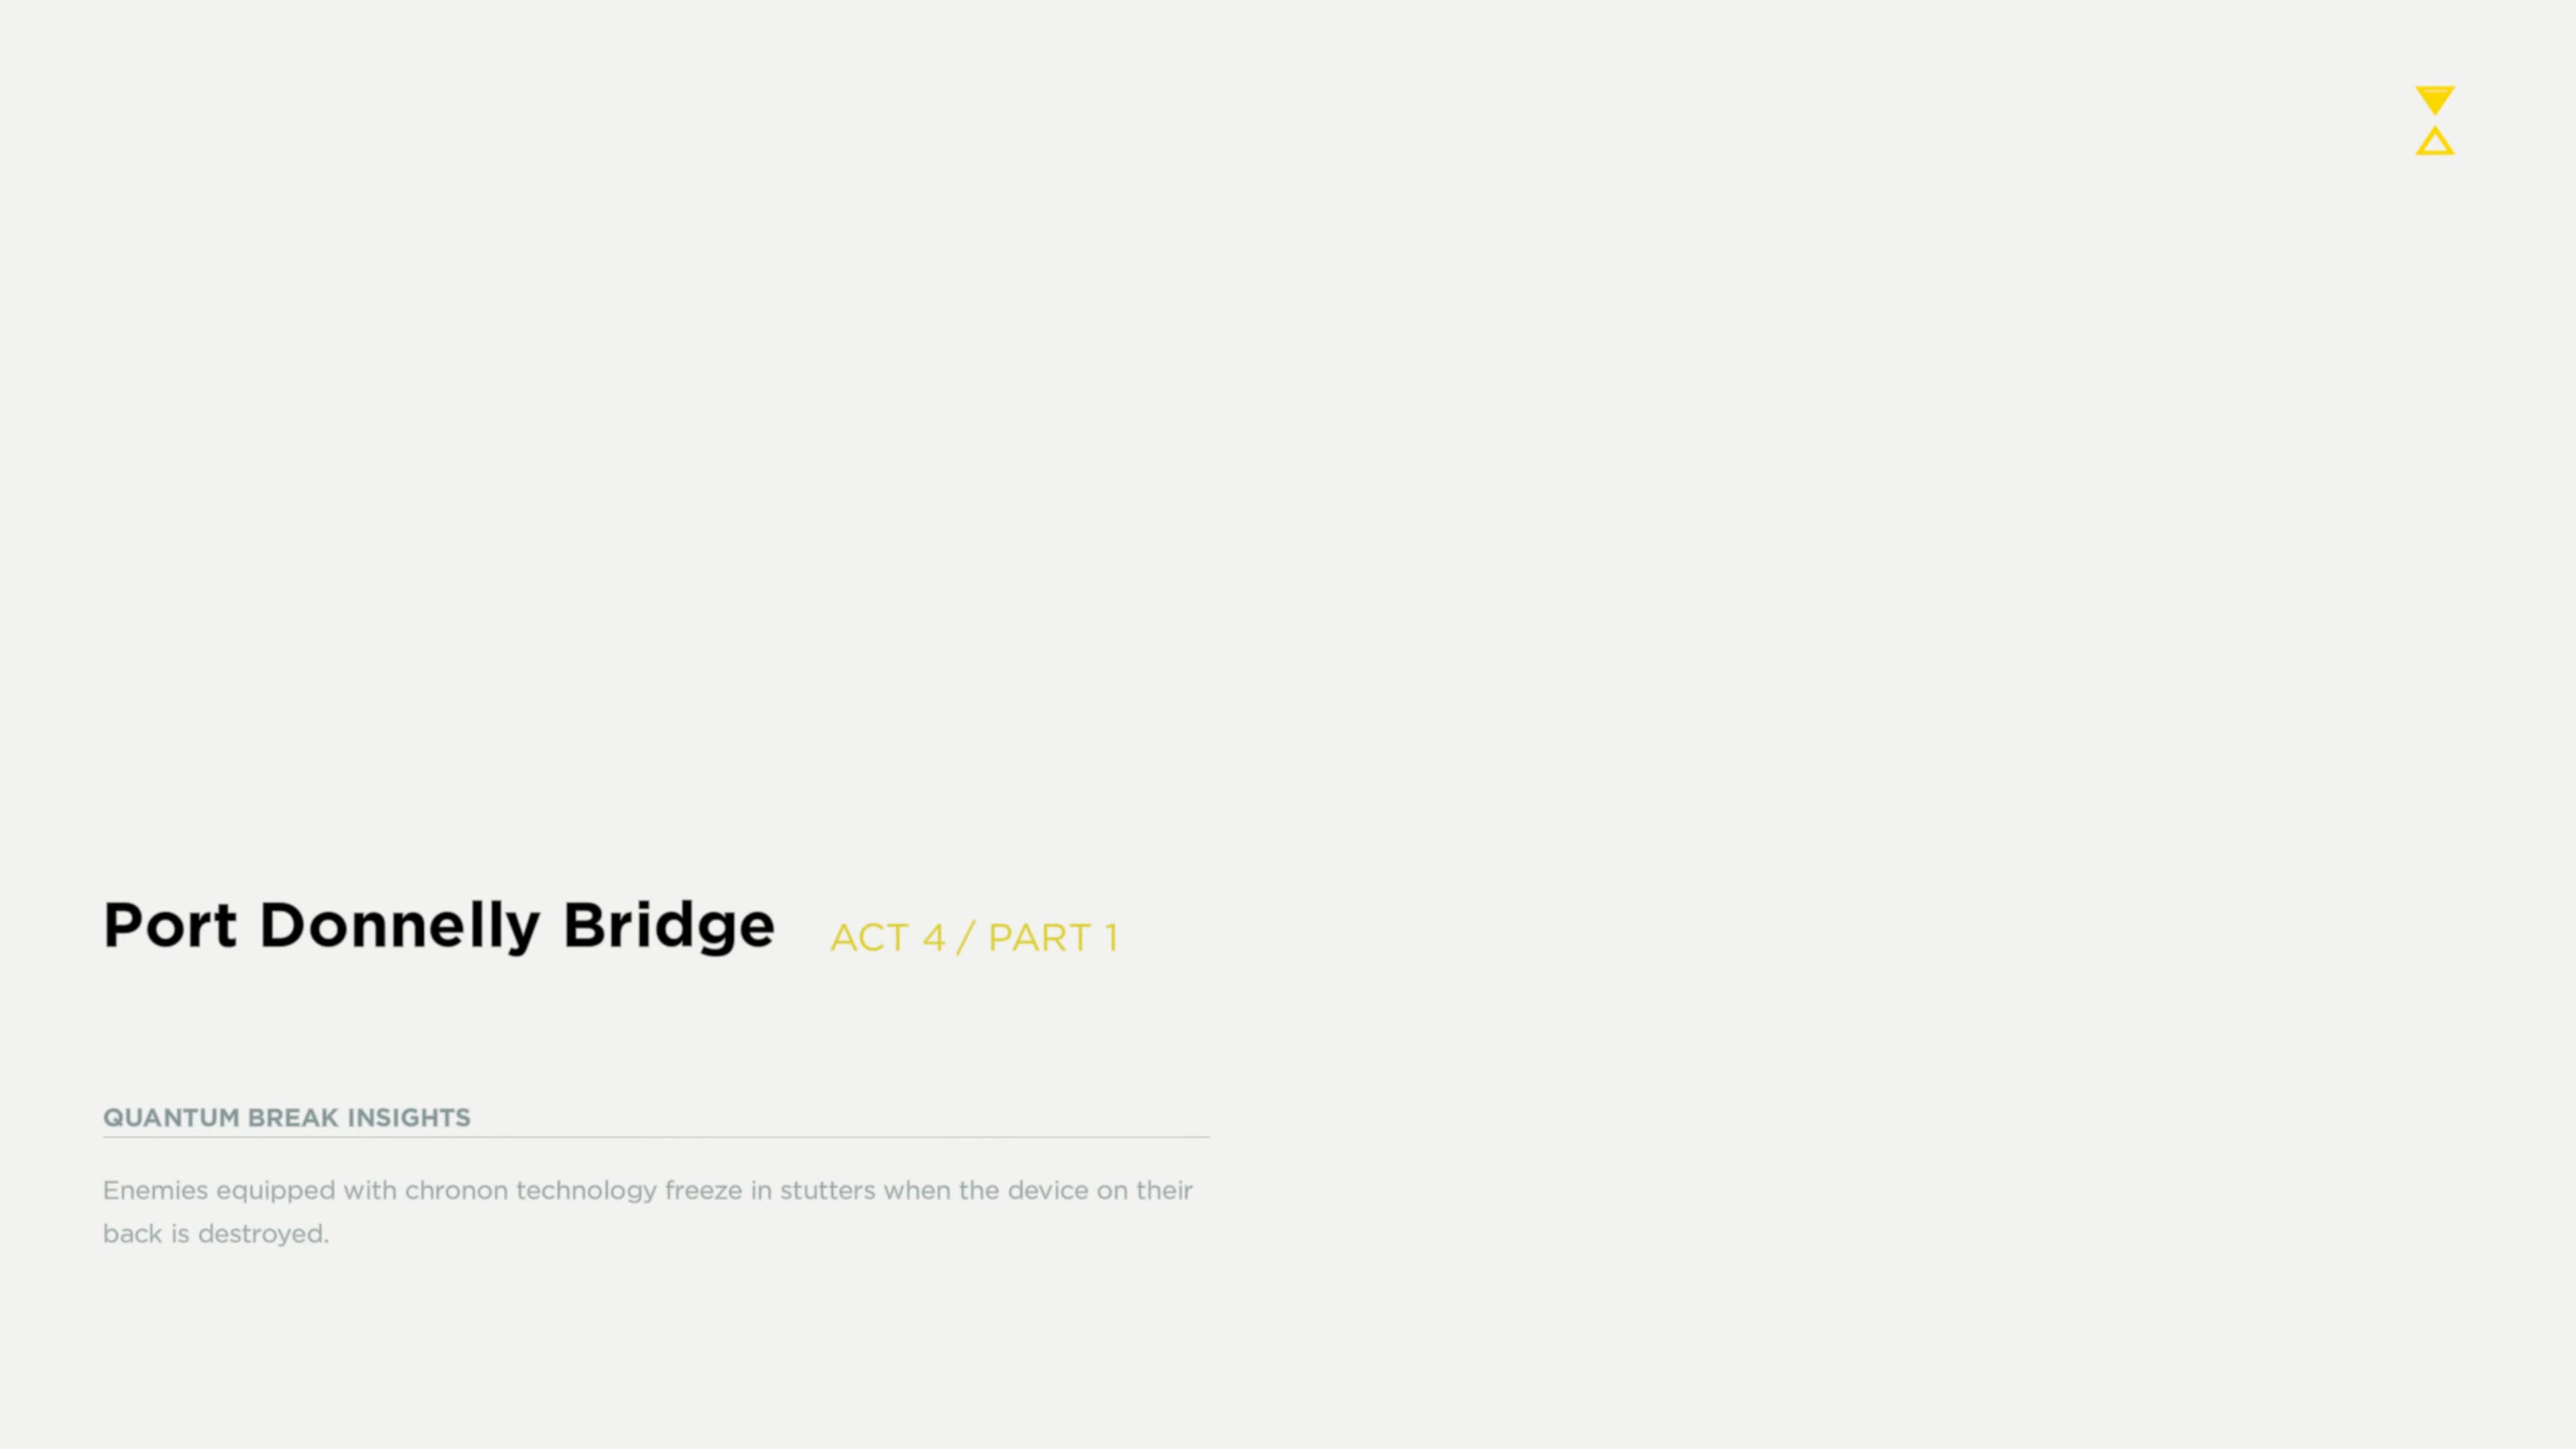 Port Donnelly Bridge ACT 4 / PART 1
QUANTUM BREAK INSIGHTS
Enemies equipped with chronon technology freeze in stutters when the device on their
back is destroyed.